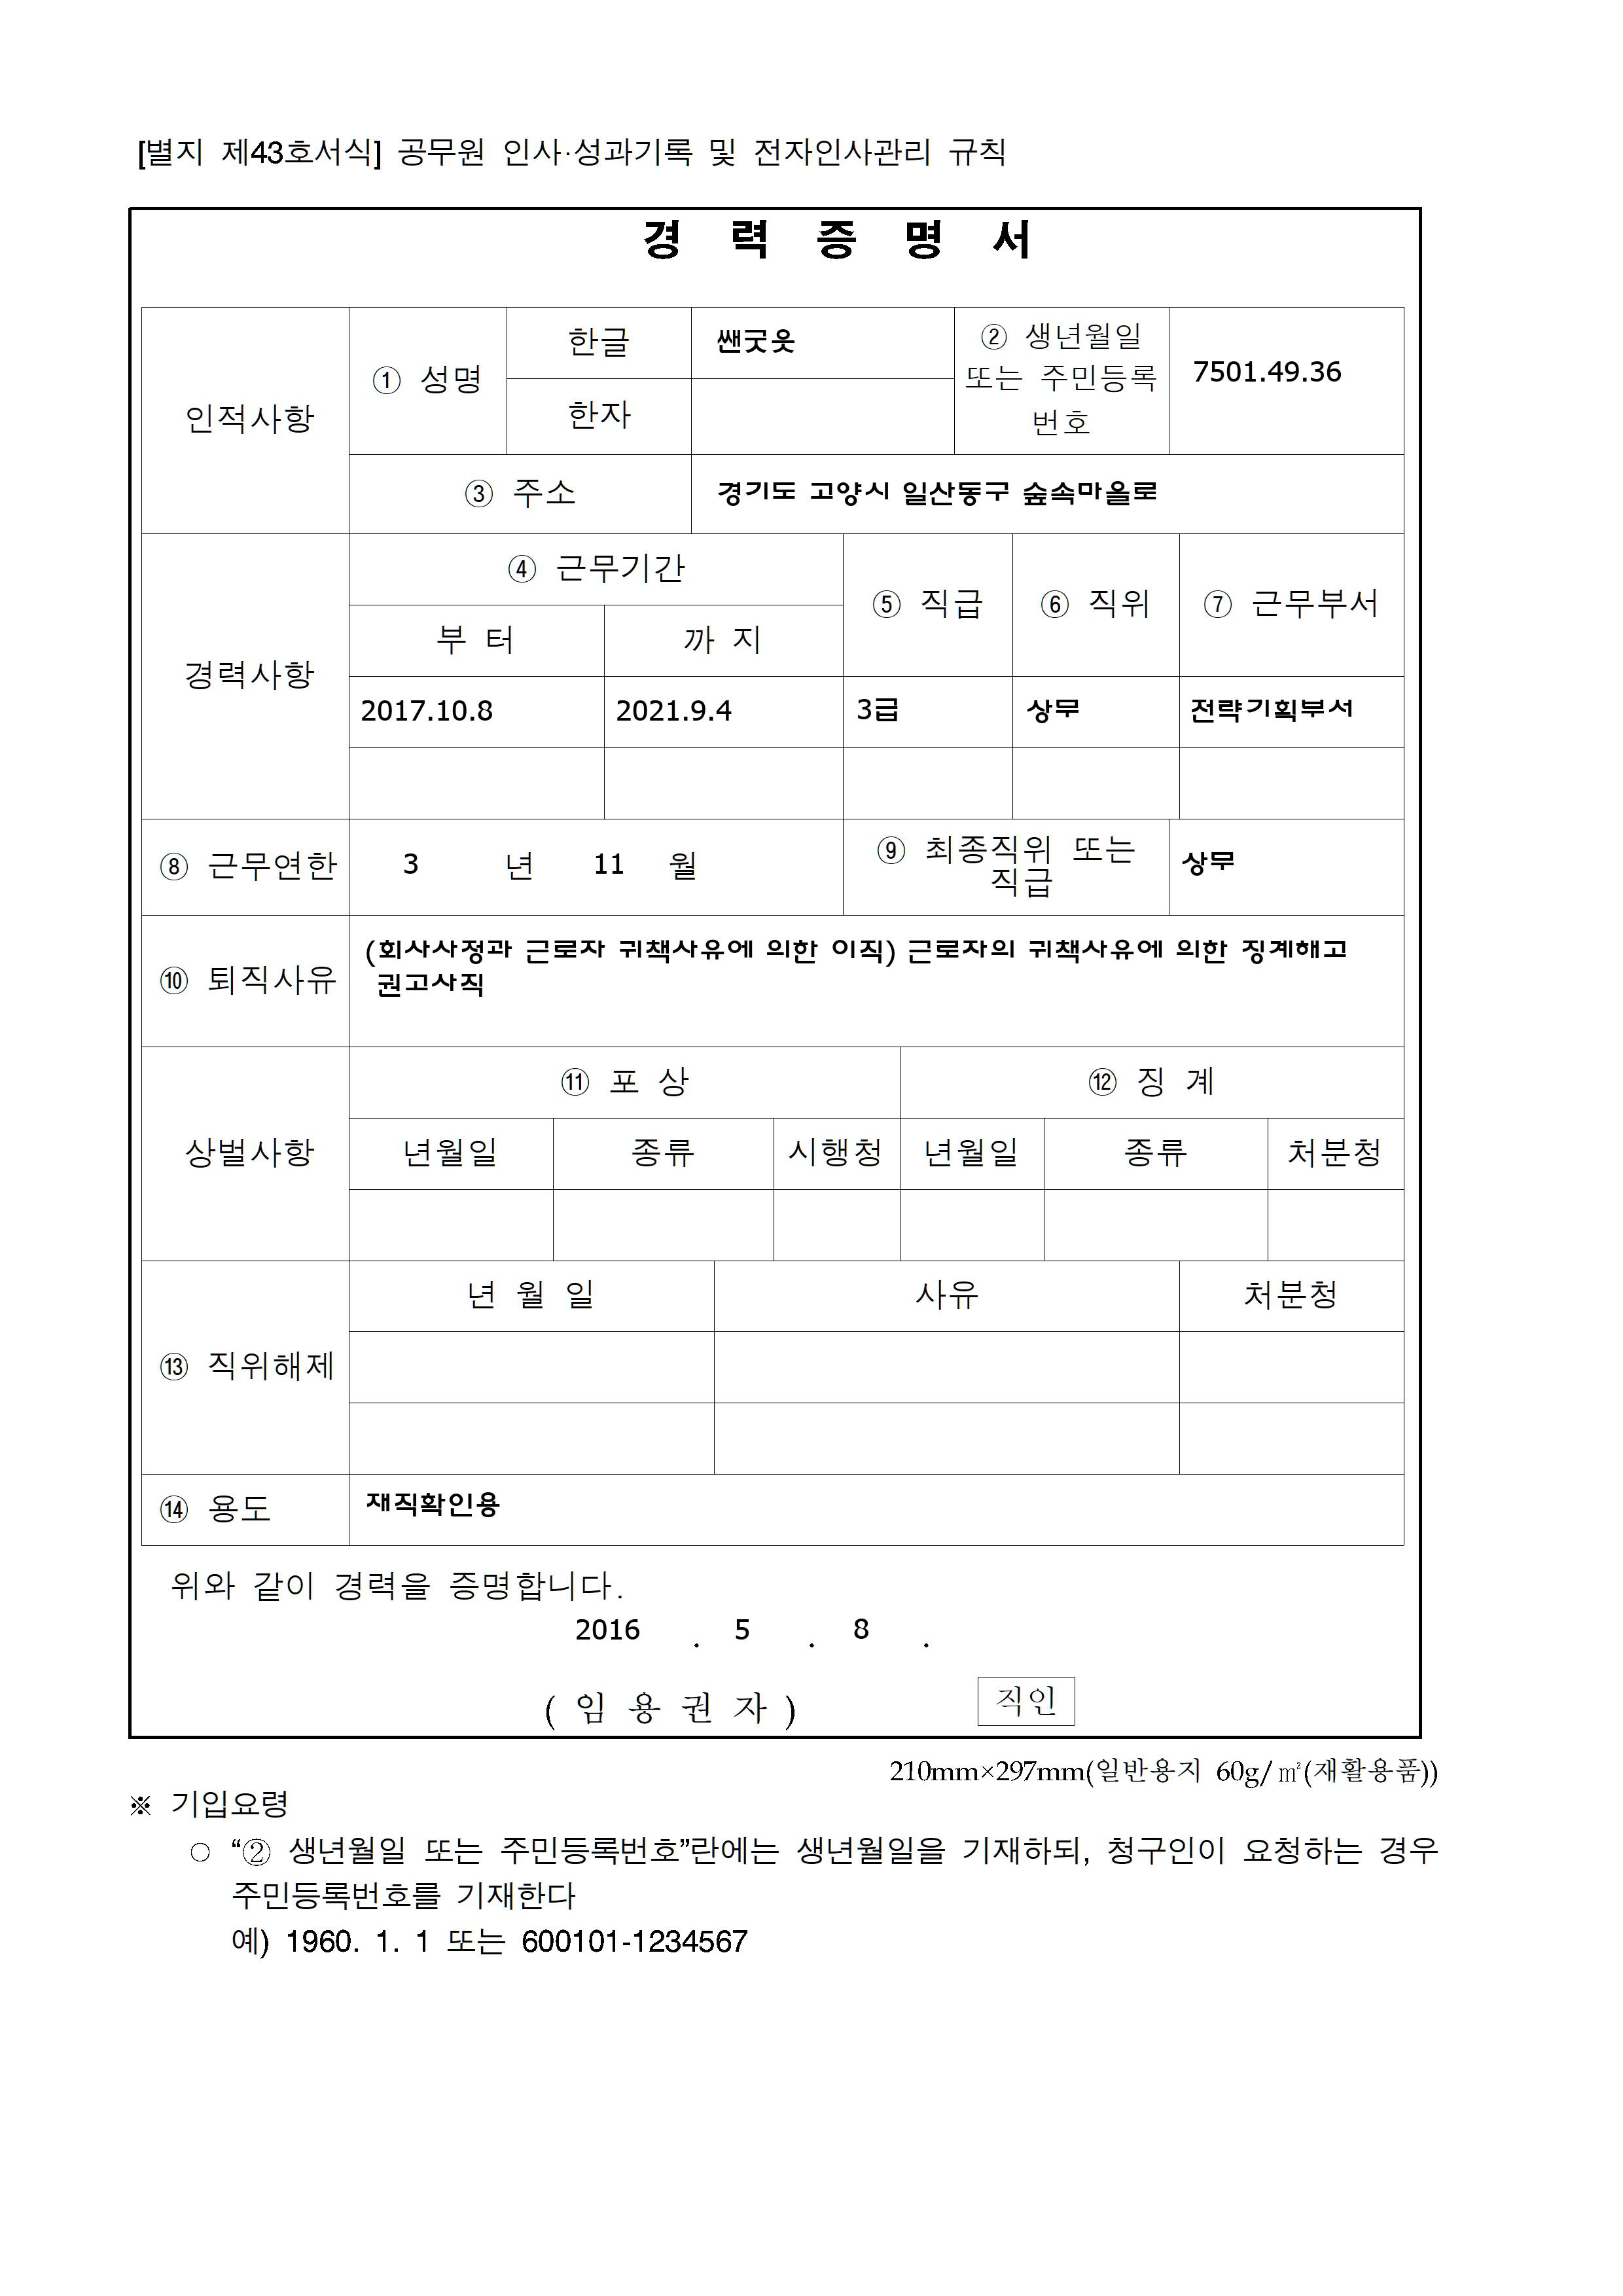 [별지 제43호서식] 공무원 인사·성과기록 및 전자인사관리 규칙
경 력 증 명 서
인적사항
① 성명
한글
쌘굿웃
② 생년월일
또는 주민등록
번호
7501.49.36
한자
③ 주소
경기도 고양시 일산동구 숲속마을로
경력사항
④ 근무기간
⑤ 직급
⑥ 직위
⑦ 근무부서
부 터
까 지
2017.10.8
2021.9.4
3급
상무
전략기획부서
⑧ 근무연한
3 년 11 월
⑨ 최종직위 또는
직급
상무
⑩ 퇴직사유
(회사사정과 근로자 귀책사유에 의한 이직) 근로자의 귀책사유에 의한 징계해고
권고사직
상벌사항
⑪ 포 상
⑫ 징 계
년월일
종류
시행청
년월일
종류
처분청
⑬ 직위해제
년 월 일
사유
처분청
⑭ 용도
재직확인용
위와 같이 경력을 증명합니다.
2016 . 5 . 8 .
( 임 용 권 자 )
직인
210mm×297mm(일반용지 60g/㎡(재활용품))
※ 기입요령
○ “② 생년월일 또는 주민등록번호”란에는 생년월일을 기재하되, 청구인이 요청하는 경우
주민등록번호를 기재한다
예) 1960. 1. 1 또는 600101-1234567